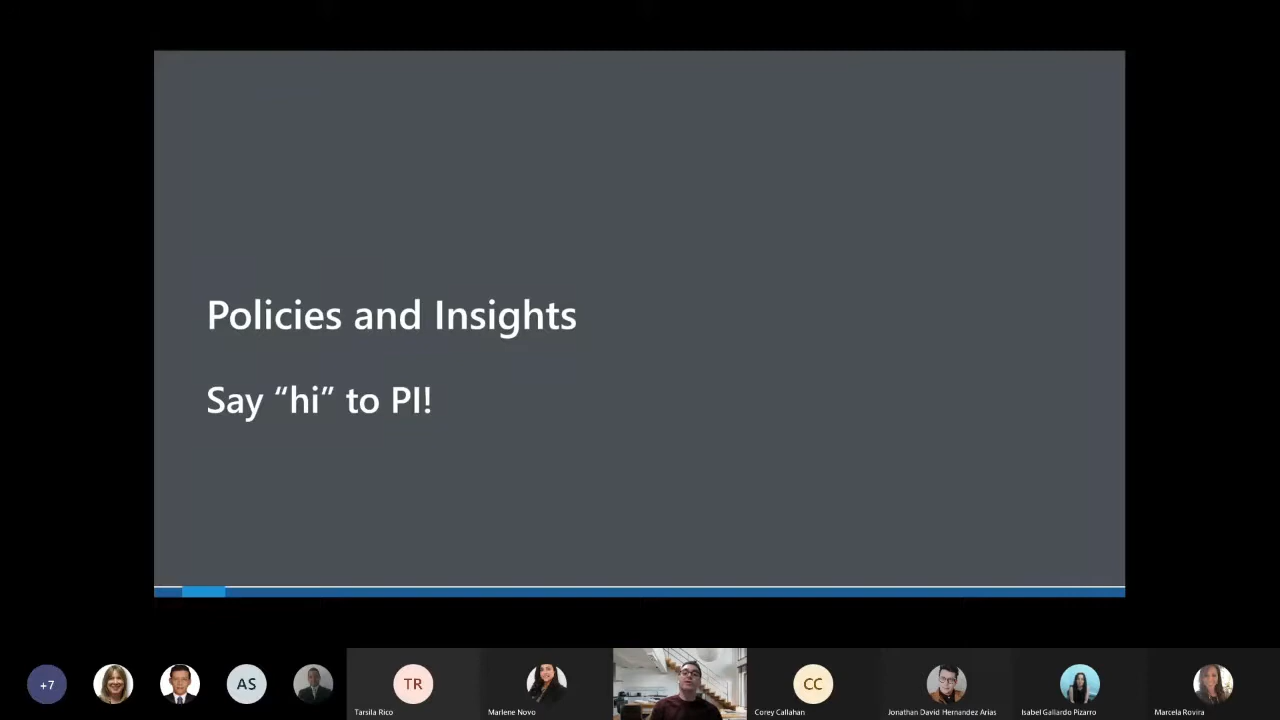 Policies and Insights
Say “hi” to PI!
+7
AS
TR
Tarsila Rico
Marlene Novo
CC
Corey Callahan
Jonathan David Hernandez Arias
Isabel Gallardo Pizarro
Marcela Rovira